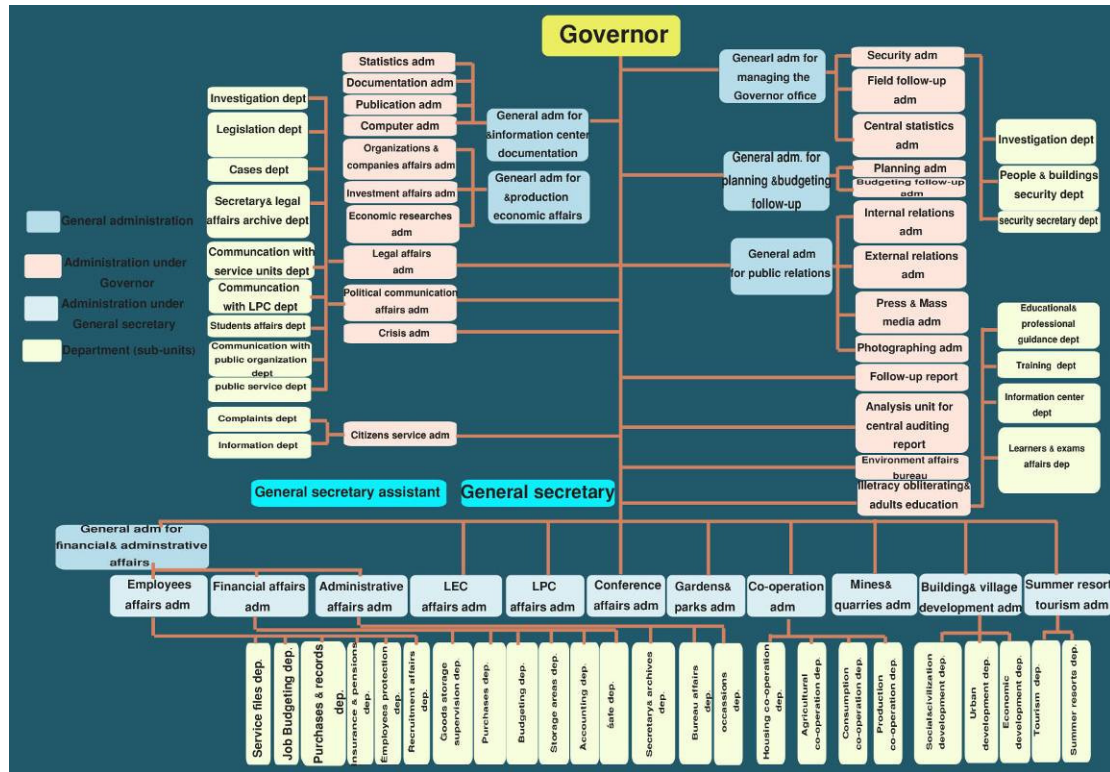 Governor
Statistics adm
Documentation adm
Publication adm
Computer adm
Organizations &
companies affairs adm
Investment affairs adm
Economic researches
adm
Legal affairs
adm
Political communication
affairs adm
Crisis adm
Citizens service adm
General adm for
&information center
documentation
Genearl adm for
&production
economic affairs
Investigation dept
Legislation dept
Cases dept
Secretary& legal
affairs archive dept
Communcation with
service units dept
Communcation
with LPC dept
Students affairs dept
Communication with
public organization
dept
public service dept
Complaints dept
Information dept
General administration
Administration under
Governor
Administration under
General secretary
Department (sub-units)
Genearl adm for
managing the
Governor office
General adm. for
planning &budgeting
follow-up
General adm
for public relations
Security adm
Field follow-up
adm
Central statistics
adm
Planning adm
Budgeting follow-up
adm
Internal relations
adm
External relations
adm
Press & Mass
media adm
Photographing adm
Follow-up report
Analysis unit for
central auditing
report
Environment affairs
bureau
Illetracy obliterating&
adults education
Investigation dept
People & buildings
security dept
security secretary dept
Educational&
professional
guidance dept
Training dept
Information center
dept
Learners & exams
affairs dep
General secretary assistant
General secretary
General adm for
financial& adminstrative
affairs
Employees
affairs adm
Financial affairs
adm
Administrative
affairs adm
LEC
affairs adm
LPC
affairs adm
Conference
affairs adm
Gardens&
parks adm
Co-operation
adm
Mines&
quarries adm
Building& village
development adm
Summer resort
tourism adm
Service files dep.
Job Budgeting dep.
Purchases & records
dep.
insurance & pensions
dep.
Employees protection
dep.
Recruitment affairs
dep.
Goods storage
supervision dep.
Purchases dep.
Budgeting dep.
Storage areas dep.
Accounting dep.
Safe dep.
Secretary& archives
dep.
Bureau affairs
dep.
occassions dep.
Housing co-operation
dep.
Agricultural
co-operation dep.
Consumption
co-operation dep.
Production
co-operation dep.
Social&civilization
development dep.
Urban
development dep.
Economic
development dep.
Tourism dep.
Summer resorts dep.